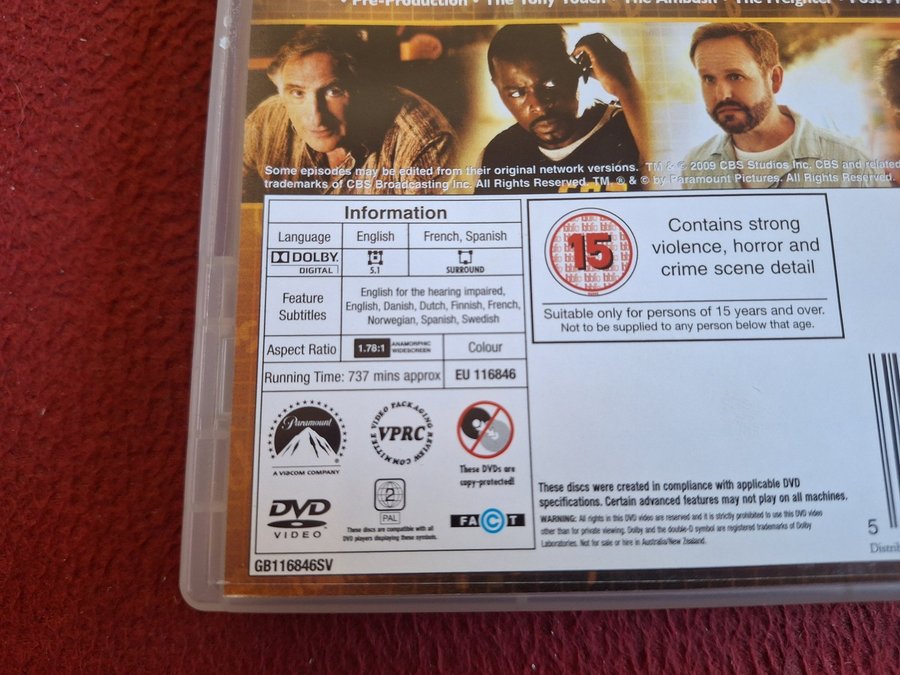 • Pre-Production • The Tony Touch • The Ambush • The Freighter • Post
Some episodes may be edited from their original network versions. TM & © 2009 CBS Studios Inc. CBS and related
trademarks of CBS Broadcasting Inc. All Rights Reserved. TM, ® & © by Paramount Pictures. All Rights Reserved.
Information
Language English French, Spanish
DOLBY DIGITAL 5.1 SURROUND
Feature Subtitles
English for the hearing impaired,
English, Danish, Dutch, Finnish, French,
Norwegian, Spanish, Swedish
Aspect Ratio 1.78:1 ANAMORPHIC WIDESCREEN Colour
Running Time: 737 mins approx EU 116846
Paramount
A VIACOM COMPANY
VIDEO PACKAGING REVIEW COMMITTEE
VPRC
These DVDs are
copy-protected!
DVD
VIDEO
2
PAL
These discs are compatible with all
DVD players displaying these symbols.
FACT
GB116846SV
15
bbfc
Contains strong
violence, horror and
crime scene detail
Suitable only for persons of 15 years and over.
Not to be supplied to any person below that age.
These discs were created in compliance with applicable DVD
specifications. Certain advanced features may not play on all machines.
WARNING: All rights in this DVD video are reserved and it is strictly prohibited to use this DVD video
other than for private viewing. Dolby and the double-D symbol are registered trademarks of Dolby
Laboratories. Not for sale or hire in Australia/New Zealand.
5
Distrib